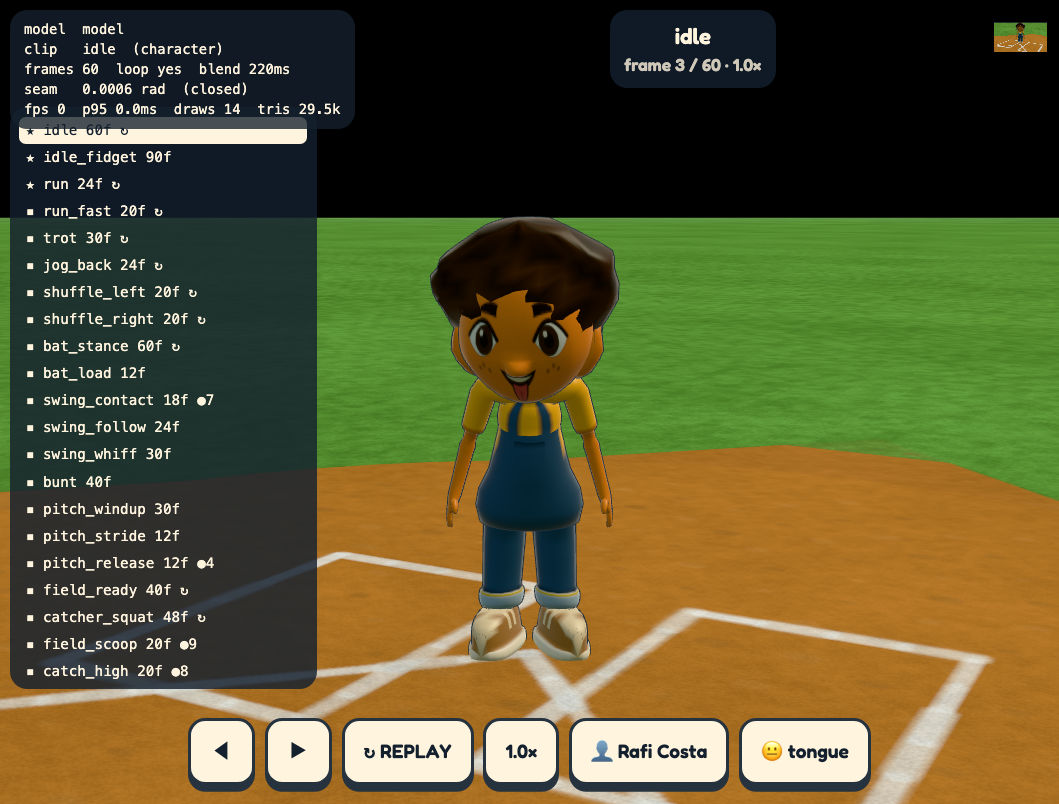 model model
clip idle (character)
frames 60 loop yes blend 220ms
seam 0.0006 rad (closed)
fps 0 p95 0.0ms draws 14 tris 29.5k
★ idle 60f ↻
★ idle_fidget 90f
★ run 24f ↻
▪ run_fast 20f ↻
▪ trot 30f ↻
▪ jog_back 24f ↻
▪ shuffle_left 20f ↻
▪ shuffle_right 20f ↻
▪ bat_stance 60f ↻
▪ bat_load 12f
▪ swing_contact 18f ●7
▪ swing_follow 24f
▪ swing_whiff 30f
▪ bunt 40f
▪ pitch_windup 30f
▪ pitch_stride 12f
▪ pitch_release 12f ●4
▪ field_ready 40f ↻
▪ catcher_squat 48f ↻
▪ field_scoop 20f ●9
▪ catch_high 20f ●8
idle
frame 3 / 60 · 1.0×
◀ ▶ ↻ REPLAY 1.0× 👤 Rafi Costa 😐 tongue